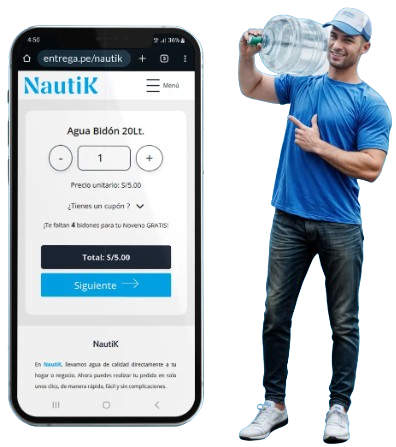 4:50
36%
entrega.pe/nautik
NautiK
Menú
Agua Bidón 20Lt.
- 1 +
Precio unitario: S/5.00
¿Tienes un cupón ?
¡Te faltan 4 bidones para tu Noveno GRATIS!
Total: S/5.00
Siguiente
NautiK
En NautiK, llevamos agua de calidad directamente a tu
hogar o negocio. Ahora puedes realizar tu pedido en solo
unos clics, de manera rápida, fácil y sin complicaciones.